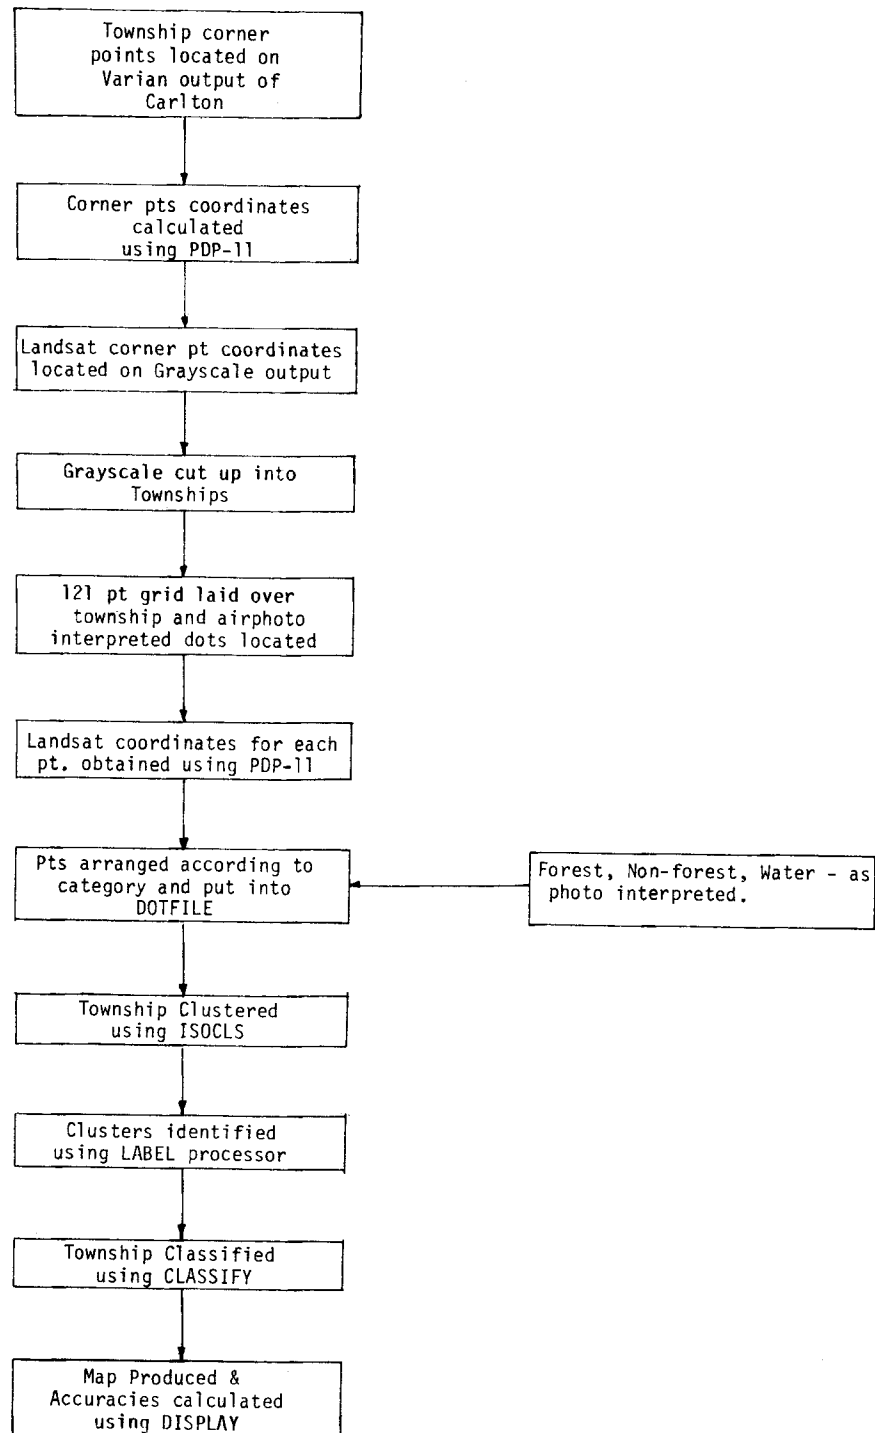 Township corner
points located on
Varian output of
Carlton
Corner pts coordinates
calculated
using PDP-11
Landsat corner pt coordinates
located on Grayscale output
Grayscale cut up into
Townships
121 pt grid laid over
township and airphoto
interpreted dots located
Landsat coordinates for each
pt. obtained using PDP-11
Pts arranged according to
category and put into
DOTFILE
Forest, Non-forest, Water - as
photo interpreted.
Township Clustered
using ISOCLS
Clusters identified
using LABEL processor
Township Classified
using CLASSIFY
Map Produced &
Accuracies calculated
using DISPLAY